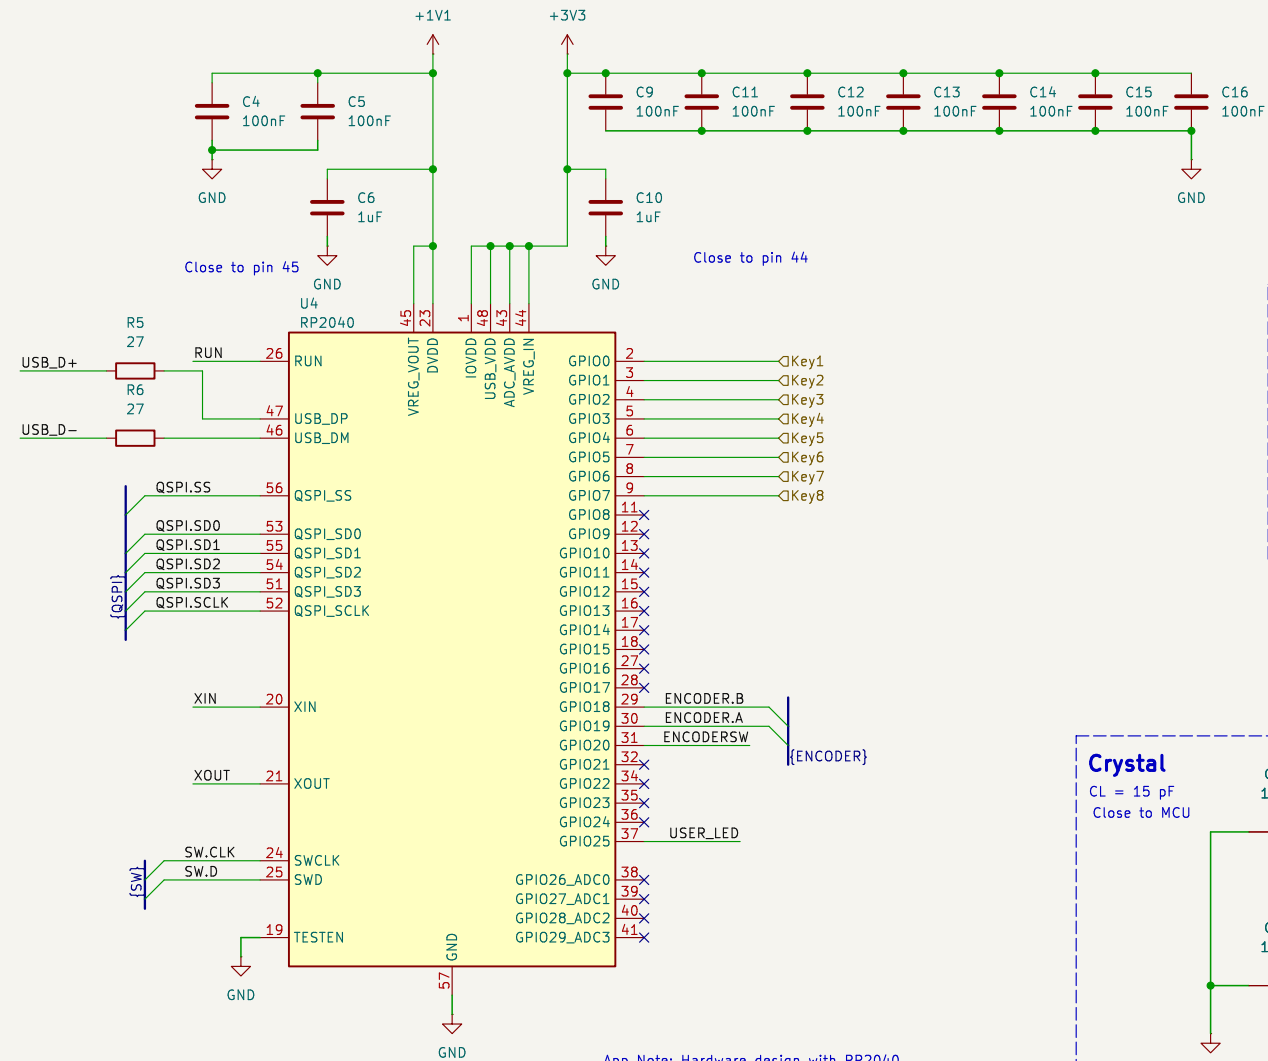 +1V1
+3V3
C4
100nF
C5
100nF
C9
100nF
C11
100nF
C12
100nF
C13
100nF
C14
100nF
C15
100nF
C16
100nF
GND
GND
C6
1uF
C10
1uF
Close to pin 45
GND
GND
Close to pin 44
U4
RP2040
45
23
1
48
43
44
VREG_VOUT
DVDD
IOVDD
USB_VDD
ADC_AVDD
VREG_IN
R5
27
USB_D+
R6
27
USB_D-
RUN
26
RUN
47
USB_DP
46
USB_DM
QSPI.SS
56
QSPI_SS
QSPI.SD0
53
QSPI_SD0
QSPI.SD1
55
QSPI_SD1
QSPI.SD2
54
QSPI_SD2
QSPI.SD3
51
QSPI_SD3
QSPI.SCLK
52
QSPI_SCLK
{QSPI}
XIN
20
XIN
XOUT
21
XOUT
SW.CLK
24
SWCLK
SW.D
25
SWD
{SW}
19
TESTEN
GND
GND
57
GND
GPIO0
2
Key1
GPIO1
3
Key2
GPIO2
4
Key3
GPIO3
5
Key4
GPIO4
6
Key5
GPIO5
7
Key6
GPIO6
8
Key7
GPIO7
9
Key8
GPIO8
11
GPIO9
12
GPIO10
13
GPIO11
14
GPIO12
15
GPIO13
16
GPIO14
17
GPIO15
18
GPIO16
27
GPIO17
28
GPIO18
29
ENCODER.B
GPIO19
30
ENCODER.A
GPIO20
31
ENCODERSW
{ENCODER}
GPIO21
32
GPIO22
34
GPIO23
35
GPIO24
36
GPIO25
37
USER_LED
GPIO26_ADC0
38
GPIO27_ADC1
39
GPIO28_ADC2
40
GPIO29_ADC3
41
Crystal
CL = 15 pF
Close to MCU
App Note: Hardware design with RP2040